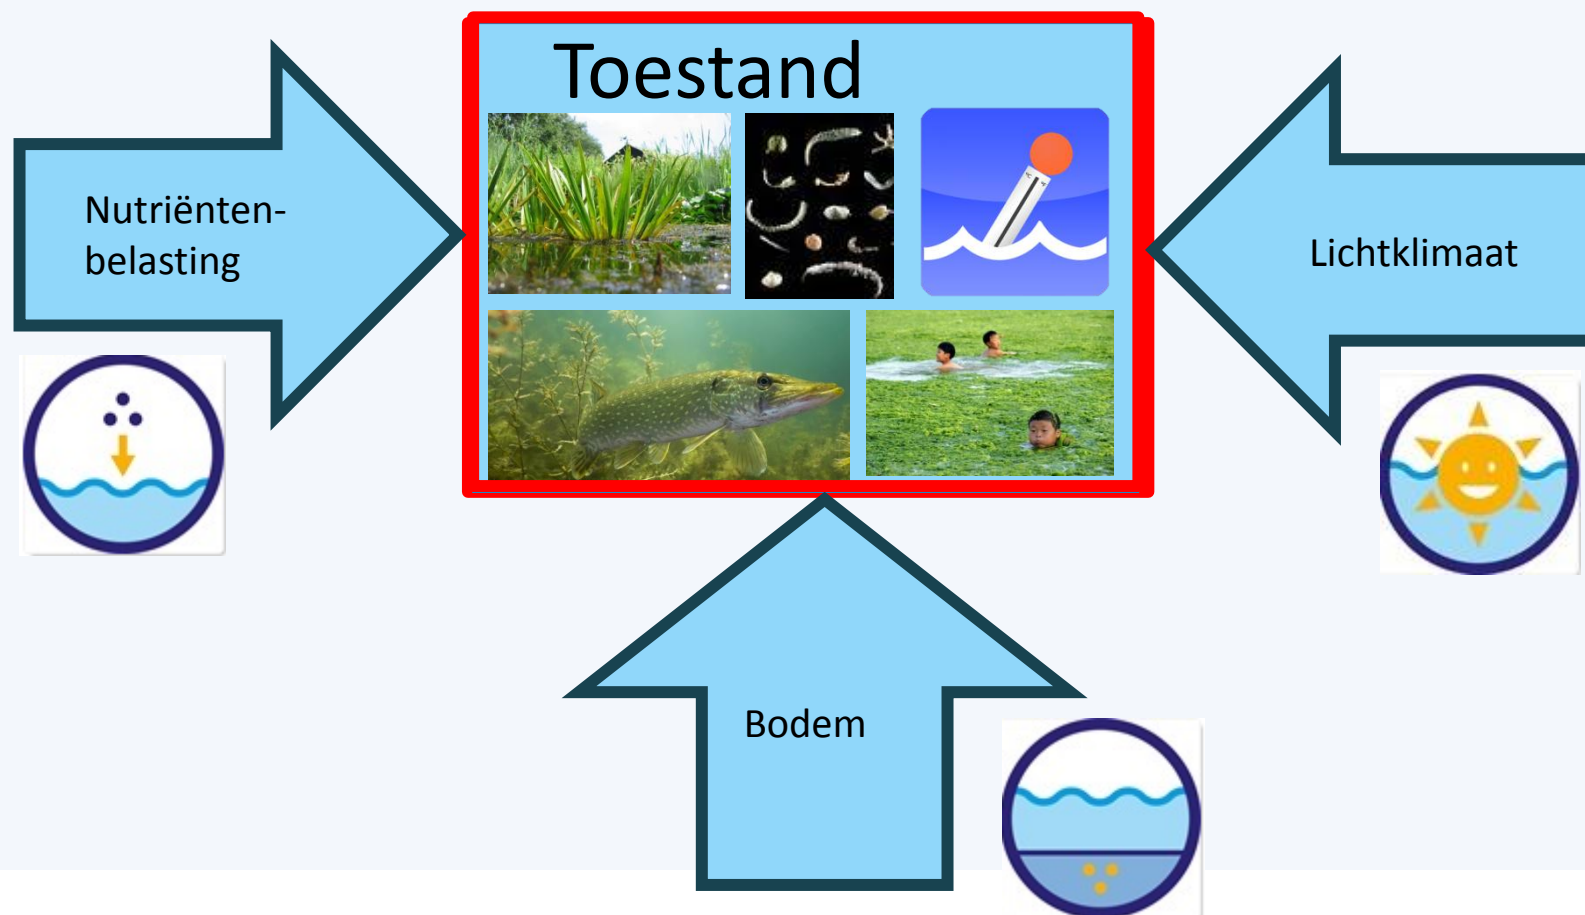 Toestand
Nutriënten-
belasting
Lichtklimaat
Bodem